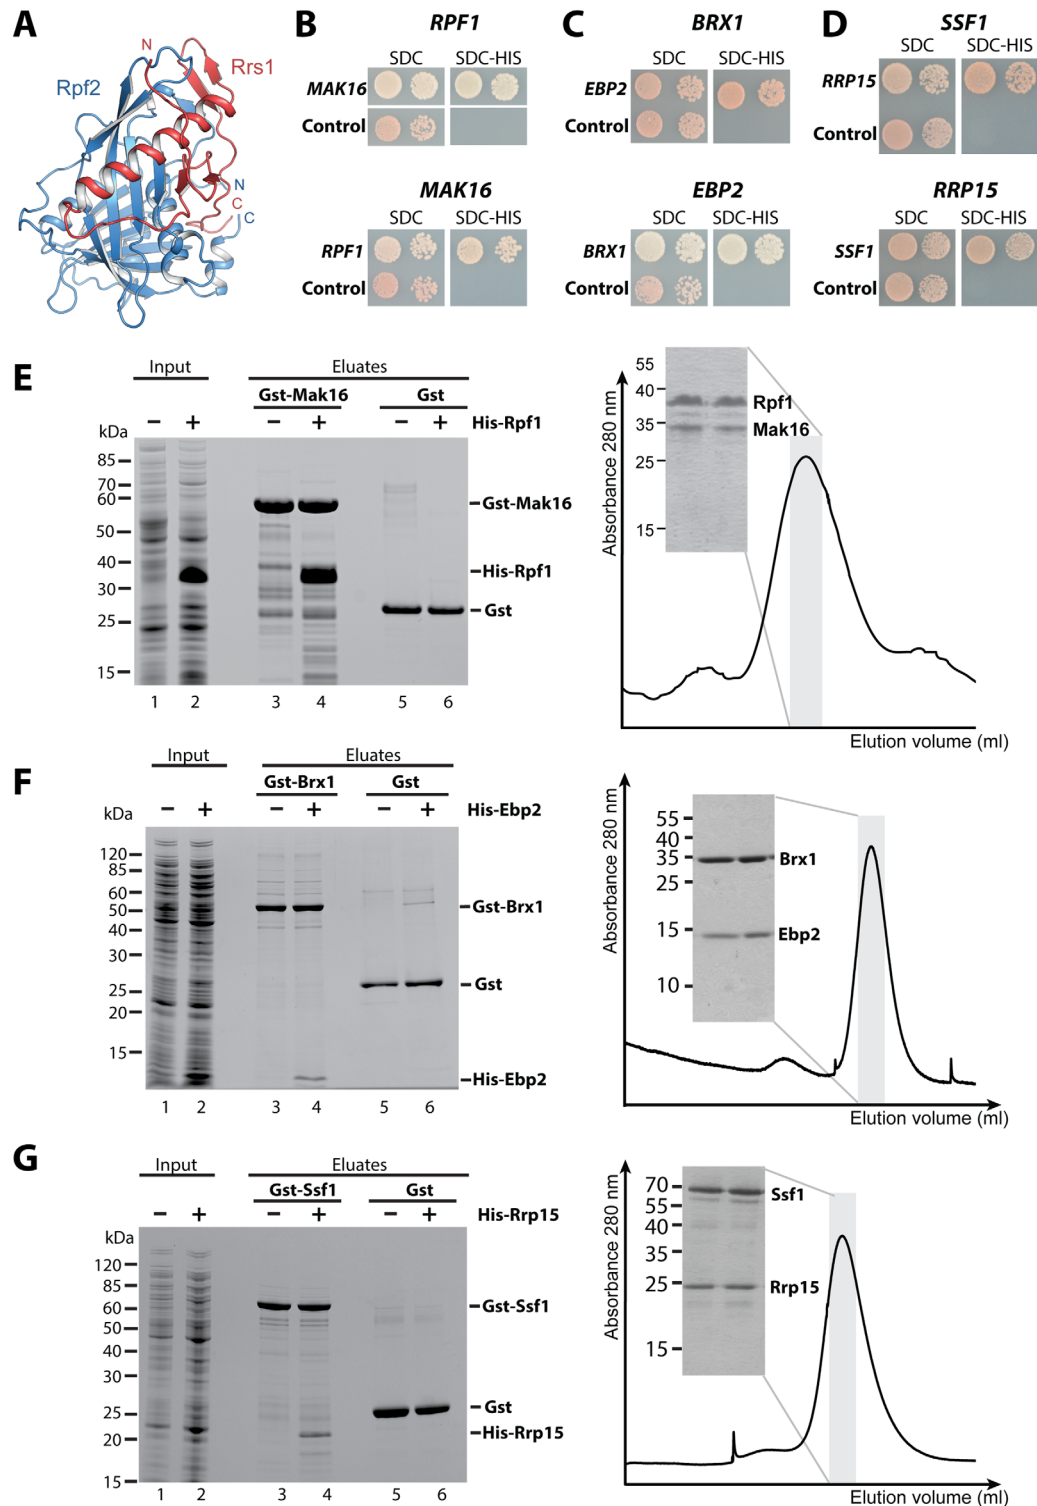 A
N
Rrs1
Rpf2
N
C
C
B
RPF1
SDC SDC-HIS
MAK16
Control
MAK16
SDC SDC-HIS
RPF1
Control
C
BRX1
SDC SDC-HIS
EBP2
Control
EBP2
SDC SDC-HIS
BRX1
Control
D
SSF1
SDC SDC-HIS
RRP15
Control
RRP15
SDC SDC-HIS
SSF1
Control
E
Input Eluates
Gst-Mak16 Gst
− + − + − + His-Rpf1
kDa
85
70
60
50
40
30
25
15
Gst-Mak16
His-Rpf1
Gst
1 2 3 4 5 6
Absorbance 280 nm
55
40
35
25
15
Rpf1
Mak16
Elution volume (ml)
F
Input Eluates
Gst-Brx1 Gst
− + − + − + His-Ebp2
kDa
120
85
60
50
40
30
25
20
15
Gst-Brx1
Gst
His-Ebp2
1 2 3 4 5 6
Absorbance 280 nm
55
40
35
25
15
10
Brx1
Ebp2
Elution volume (ml)
G
Input Eluates
Gst-Ssf1 Gst
− + − + − + His-Rrp15
kDa
120
85
60
50
40
30
25
20
15
Gst-Ssf1
Gst
His-Rrp15
1 2 3 4 5 6
Absorbance 280 nm
70
55
40
35
25
15
Ssf1
Rrp15
Elution volume (ml)